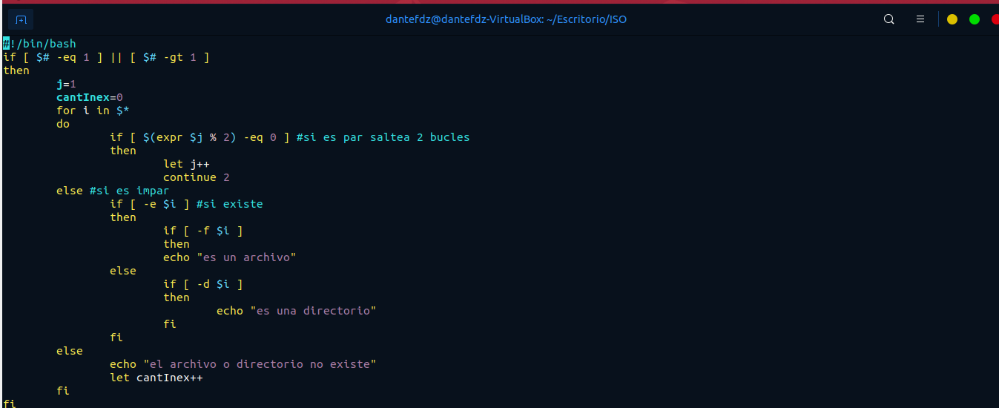 dantefdz@dantefdz-VirtualBox: ~/Escritorio/ISO
#!/bin/bash
if [ $# -eq 1 ] || [ $# -gt 1 ]
then
        j=1
        cantInex=0
        for i in $*
        do
                if [ $(expr $j % 2) -eq 0 ] #si es par saltea 2 bucles
                then
                        let j++
                        continue 2
        else #si es impar
                if [ -e $i ] #si existe
                then
                        if [ -f $i ]
                        then
                        echo "es un archivo"
                else
                        if [ -d $i ]
                        then
                                echo "es una directorio"
                        fi
                fi
        else
                echo "el archivo o directorio no existe"
                let cantInex++
        fi
fi